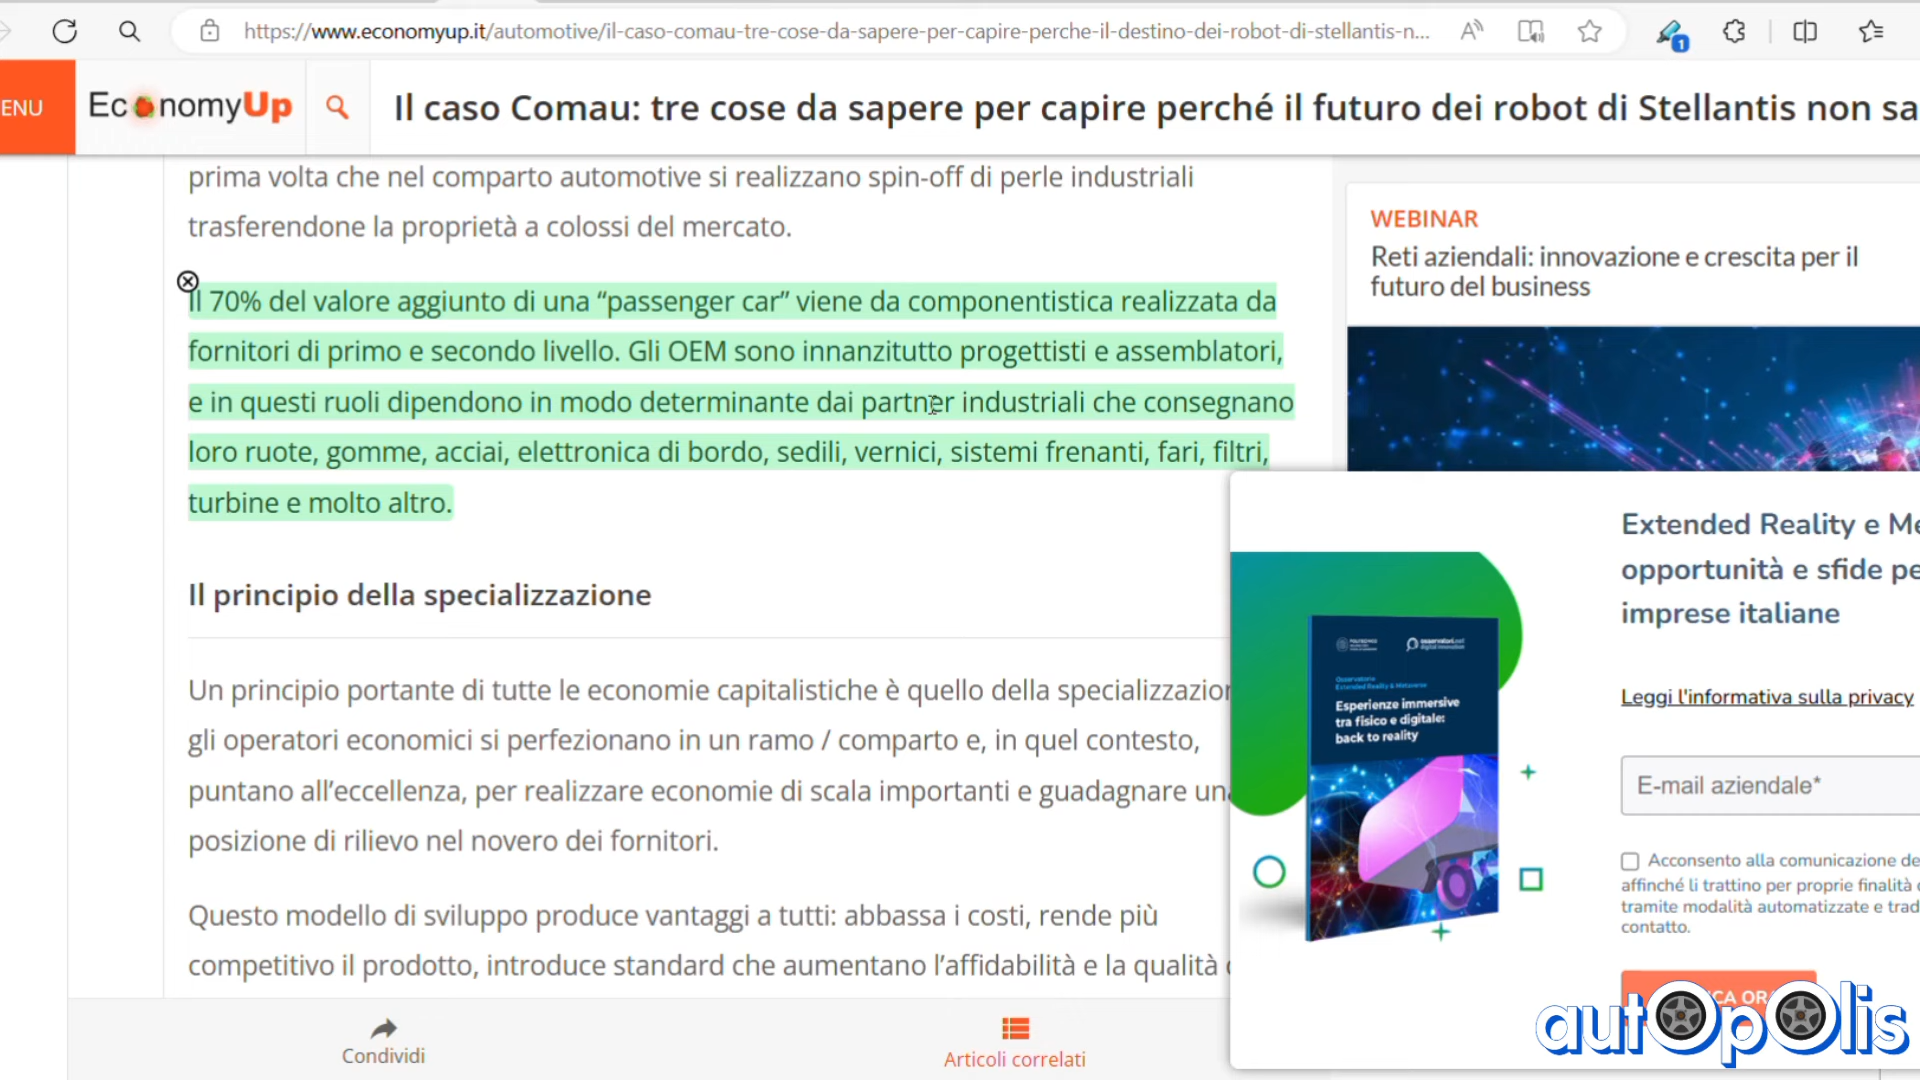 https://www.economyup.it/automotive/il-caso-comau-tre-cose-da-sapere-per-capire-perche-il-destino-dei-robot-di-stellantis-n...
1
ENU
EconomyUp
Il caso Comau: tre cose da sapere per capire perché il futuro dei robot di Stellantis non sa
prima volta che nel comparto automotive si realizzano spin-off di perle industriali
trasferendone la proprietà a colossi del mercato.
Il 70% del valore aggiunto di una “passenger car” viene da componentistica realizzata da
fornitori di primo e secondo livello. Gli OEM sono innanzitutto progettisti e assemblatori,
e in questi ruoli dipendono in modo determinante dai partner industriali che consegnano
loro ruote, gomme, acciai, elettronica di bordo, sedili, vernici, sistemi frenanti, fari, filtri,
turbine e molto altro.
Il principio della specializzazione
Un principio portante di tutte le economie capitalistiche è quello della specializzazion
gli operatori economici si perfezionano in un ramo / comparto e, in quel contesto,
puntano all’eccellenza, per realizzare economie di scala importanti e guadagnare una
posizione di rilievo nel novero dei fornitori.
Questo modello di sviluppo produce vantaggi a tutti: abbassa i costi, rende più
competitivo il prodotto, introduce standard che aumentano l’affidabilità e la qualità
Condividi
Articoli correlati
WEBINAR
Reti aziendali: innovazione e crescita per il
futuro del business
Extended Reality e Me
opportunità e sfide pe
imprese italiane
Leggi l'informativa sulla privacy
E-mail aziendale*
Acconsento alla comunicazione de
affinché li trattino per proprie finalità
tramite modalità automatizzate e trad
contatto.
POLITECNICO
osservatori.net
digital innovation
Osservatorio
Extended Reality & Metaverse
Esperienze immersive
tra fisico e digitale:
back to reality
autopolis